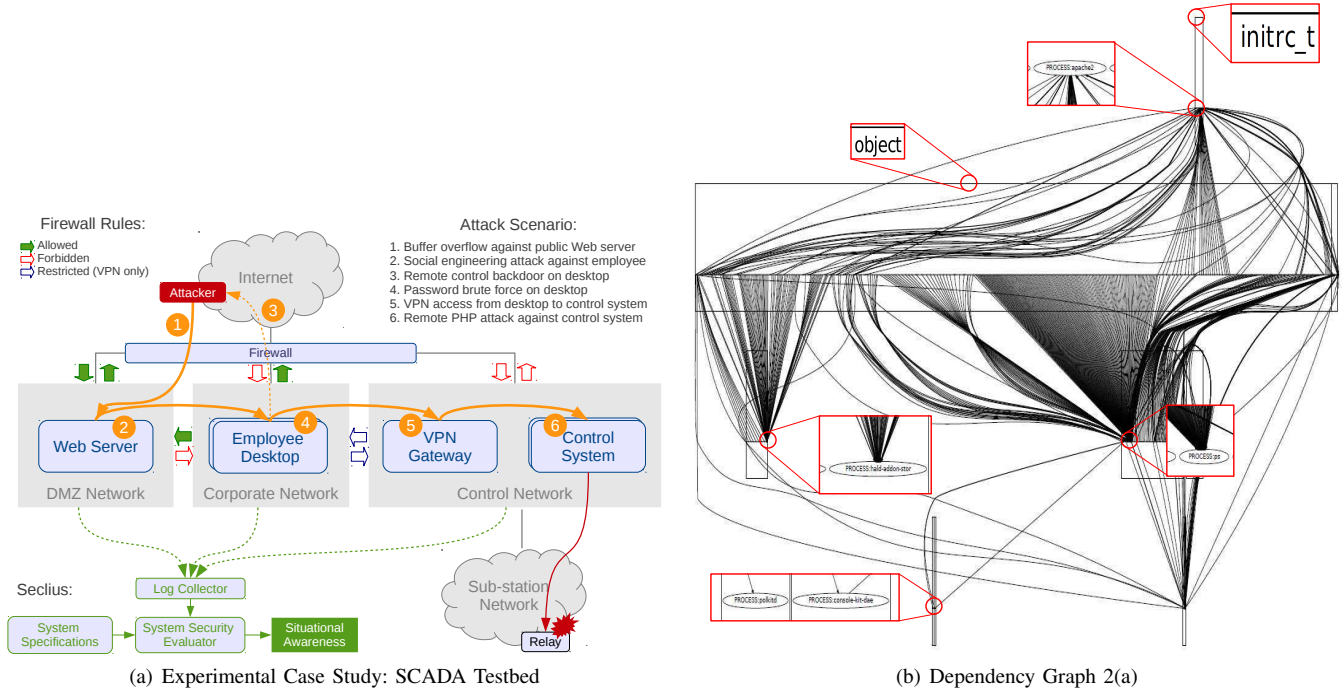 Firewall Rules:
Allowed
Forbidden
Restricted (VPN only)
Attack Scenario:
1. Buffer overflow against public Web server
2. Social engineering attack against employee
3. Remote control backdoor on desktop
4. Password brute force on desktop
5. VPN access from desktop to control system
6. Remote PHP attack against control system
Internet
Attacker
1
3
Firewall
2
Web Server
4
Employee
Desktop
5
VPN
Gateway
6
Control
System
DMZ Network
Corporate Network
Control Network
Seclius:
Log Collector
System
Specifications
System Security
Evaluator
Situational
Awareness
Sub-station
Network
Relay
(a) Experimental Case Study: SCADA Testbed
initrc_t
PROCESS:apache2
object
PROCESS:hald-addon-stor
PROCESS:ps
PROCESS:polkitd
PROCESS:console-kit-dae
(b) Dependency Graph 2(a)